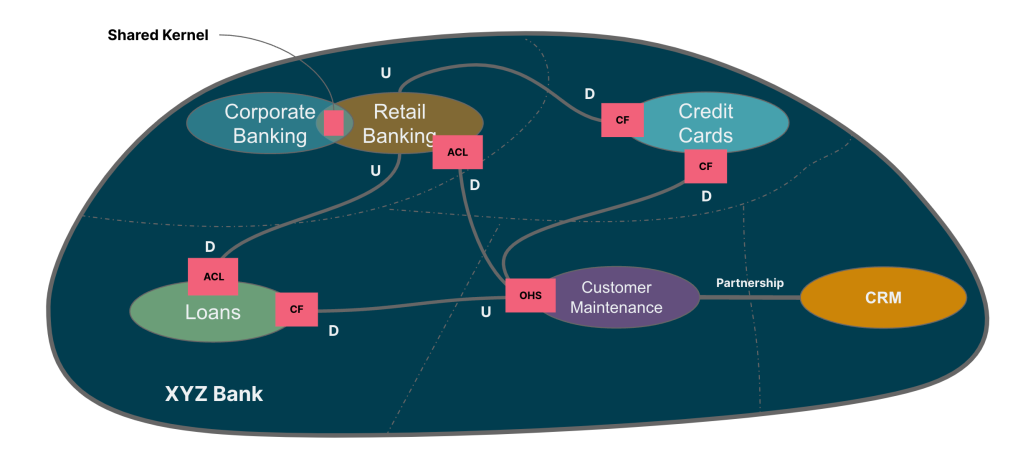 Shared Kernel
U
D
Corporate
Banking
Retail
Banking
CF
Credit
Cards
ACL
CF
U
D
D
D
ACL
OHS
Customer
Maintenance
Partnership
CRM
Loans
CF
U
D
XYZ Bank